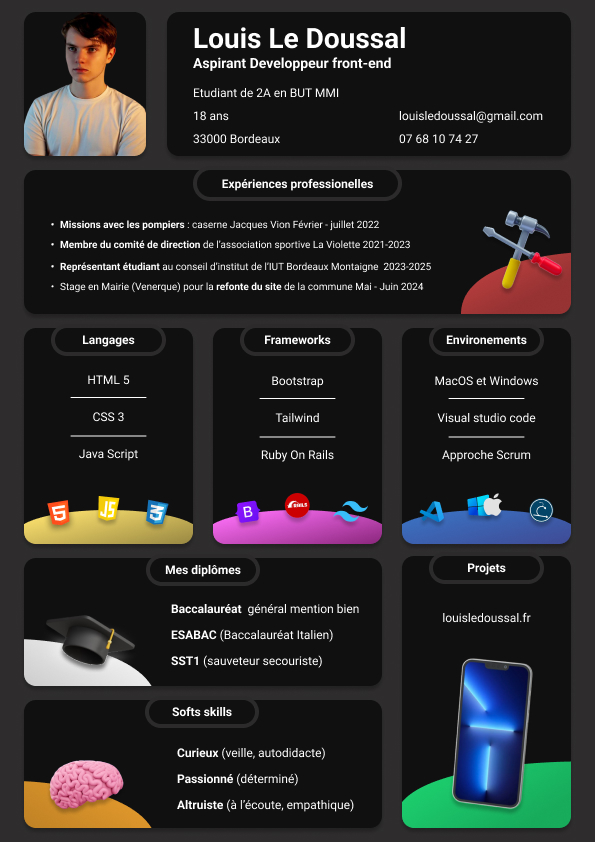 Louis Le Doussal
Aspirant Developpeur front-end
Etudiant de 2A en BUT MMI
18 ans
louisledoussal@gmail.com
33000 Bordeaux
07 68 10 74 27
Expériences professionelles
• Missions avec les pompiers : caserne Jacques Vion Février - juillet 2022
• Membre du comité de direction de l'association sportive La Violette 2021-2023
• Représentant étudiant au conseil d'institut de l'IUT Bordeaux Montaigne 2023-2025
• Stage en Mairie (Venerque) pour la refonte du site de la commune Mai - Juin 2024
Langages
HTML 5
CSS 3
Java Script
5
JS
3
Frameworks
Bootstrap
Tailwind
Ruby On Rails
B
RAILS
Environements
MacOS et Windows
Visual studio code
Approche Scrum
Mes diplômes
Baccalauréat général mention bien
ESABAC (Baccalauréat Italien)
SST1 (sauveteur secouriste)
Projets
louisledoussal.fr
Softs skills
Curieux (veille, autodidacte)
Passionné (déterminé)
Altruiste (à l'écoute, empathique)